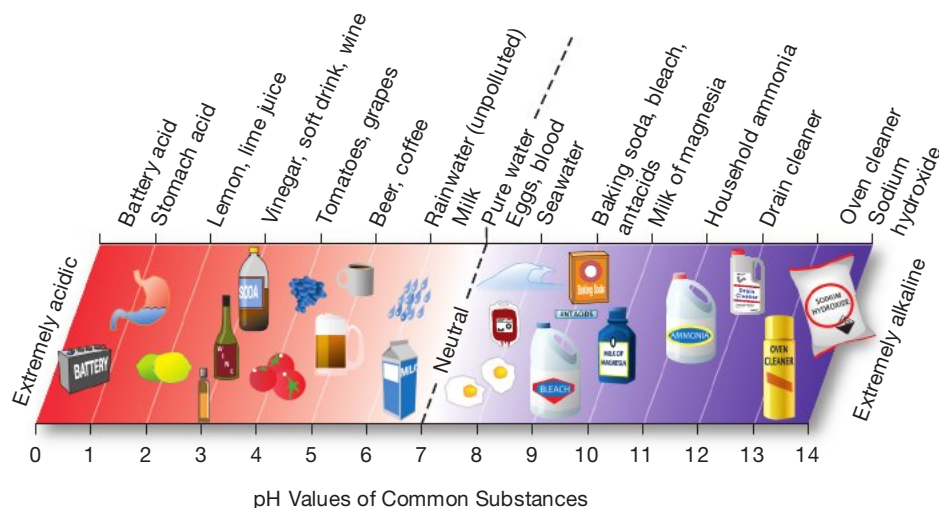 Battery acid
Stomach acid
Lemon, lime juice
Vinegar, soft drink, wine
Tomatoes, grapes
Beer, coffee
Rainwater (unpolluted)
Milk
Pure water
Eggs, blood
Seawater
Baking soda, bleach,
antacids
Milk of magnesia
Household ammonia
Drain cleaner
Oven cleaner
Sodium
hydroxide
Extremely acidic
BATTERY
WINE
SODA
MILK
Neutral
Baking Soda
ANTACIDS
BLEACH
MILK OF
MAGNESIA
AMMONIA
Drain
Cleaner
OVEN
CLEANER
SODIUM
HYDROXIDE
Extremely alkaline
0 1 2 3 4 5 6 7 8 9 10 11 12 13 14
pH Values of Common Substances